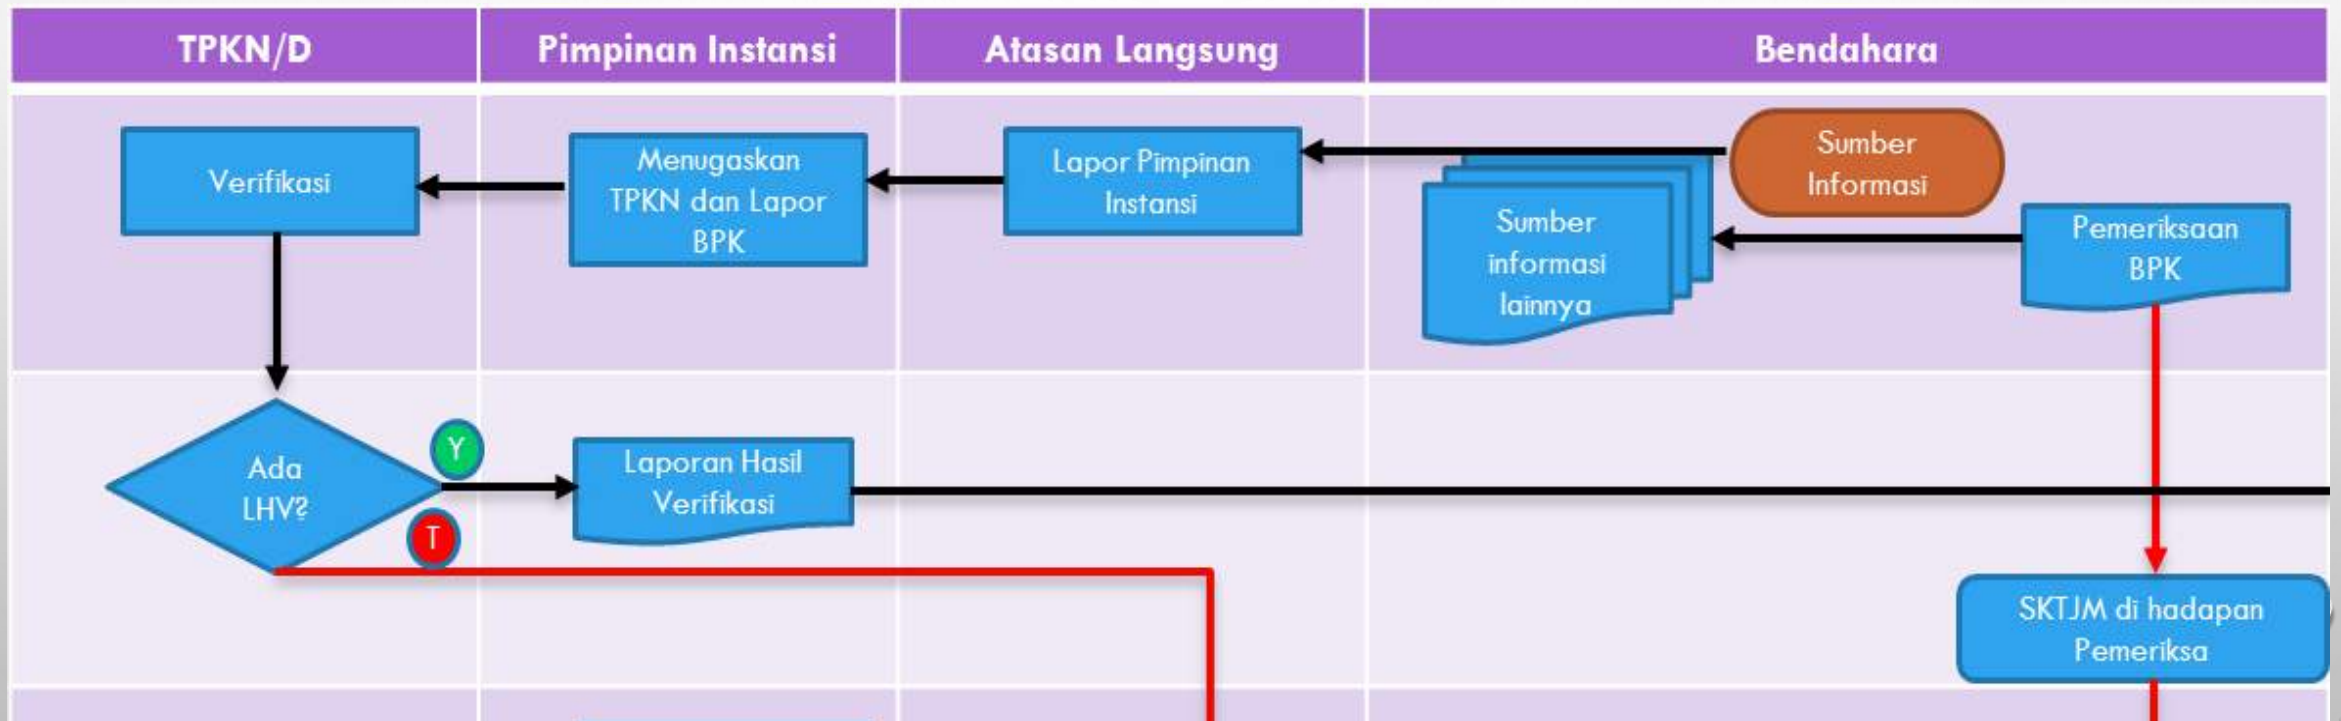 TPKN/D
Pimpinan Instansi
Atasan Langsung
Bendahara
Verifikasi
Menugaskan
TPKN dan Lapor
BPK
Lapor Pimpinan
Instansi
Sumber
informasi
lainnya
Sumber
Informasi
Pemeriksaan
BPK
Ada
LHV?
Y
T
Laporan Hasil
Verifikasi
SKTJM di hadapan
Pemeriksa